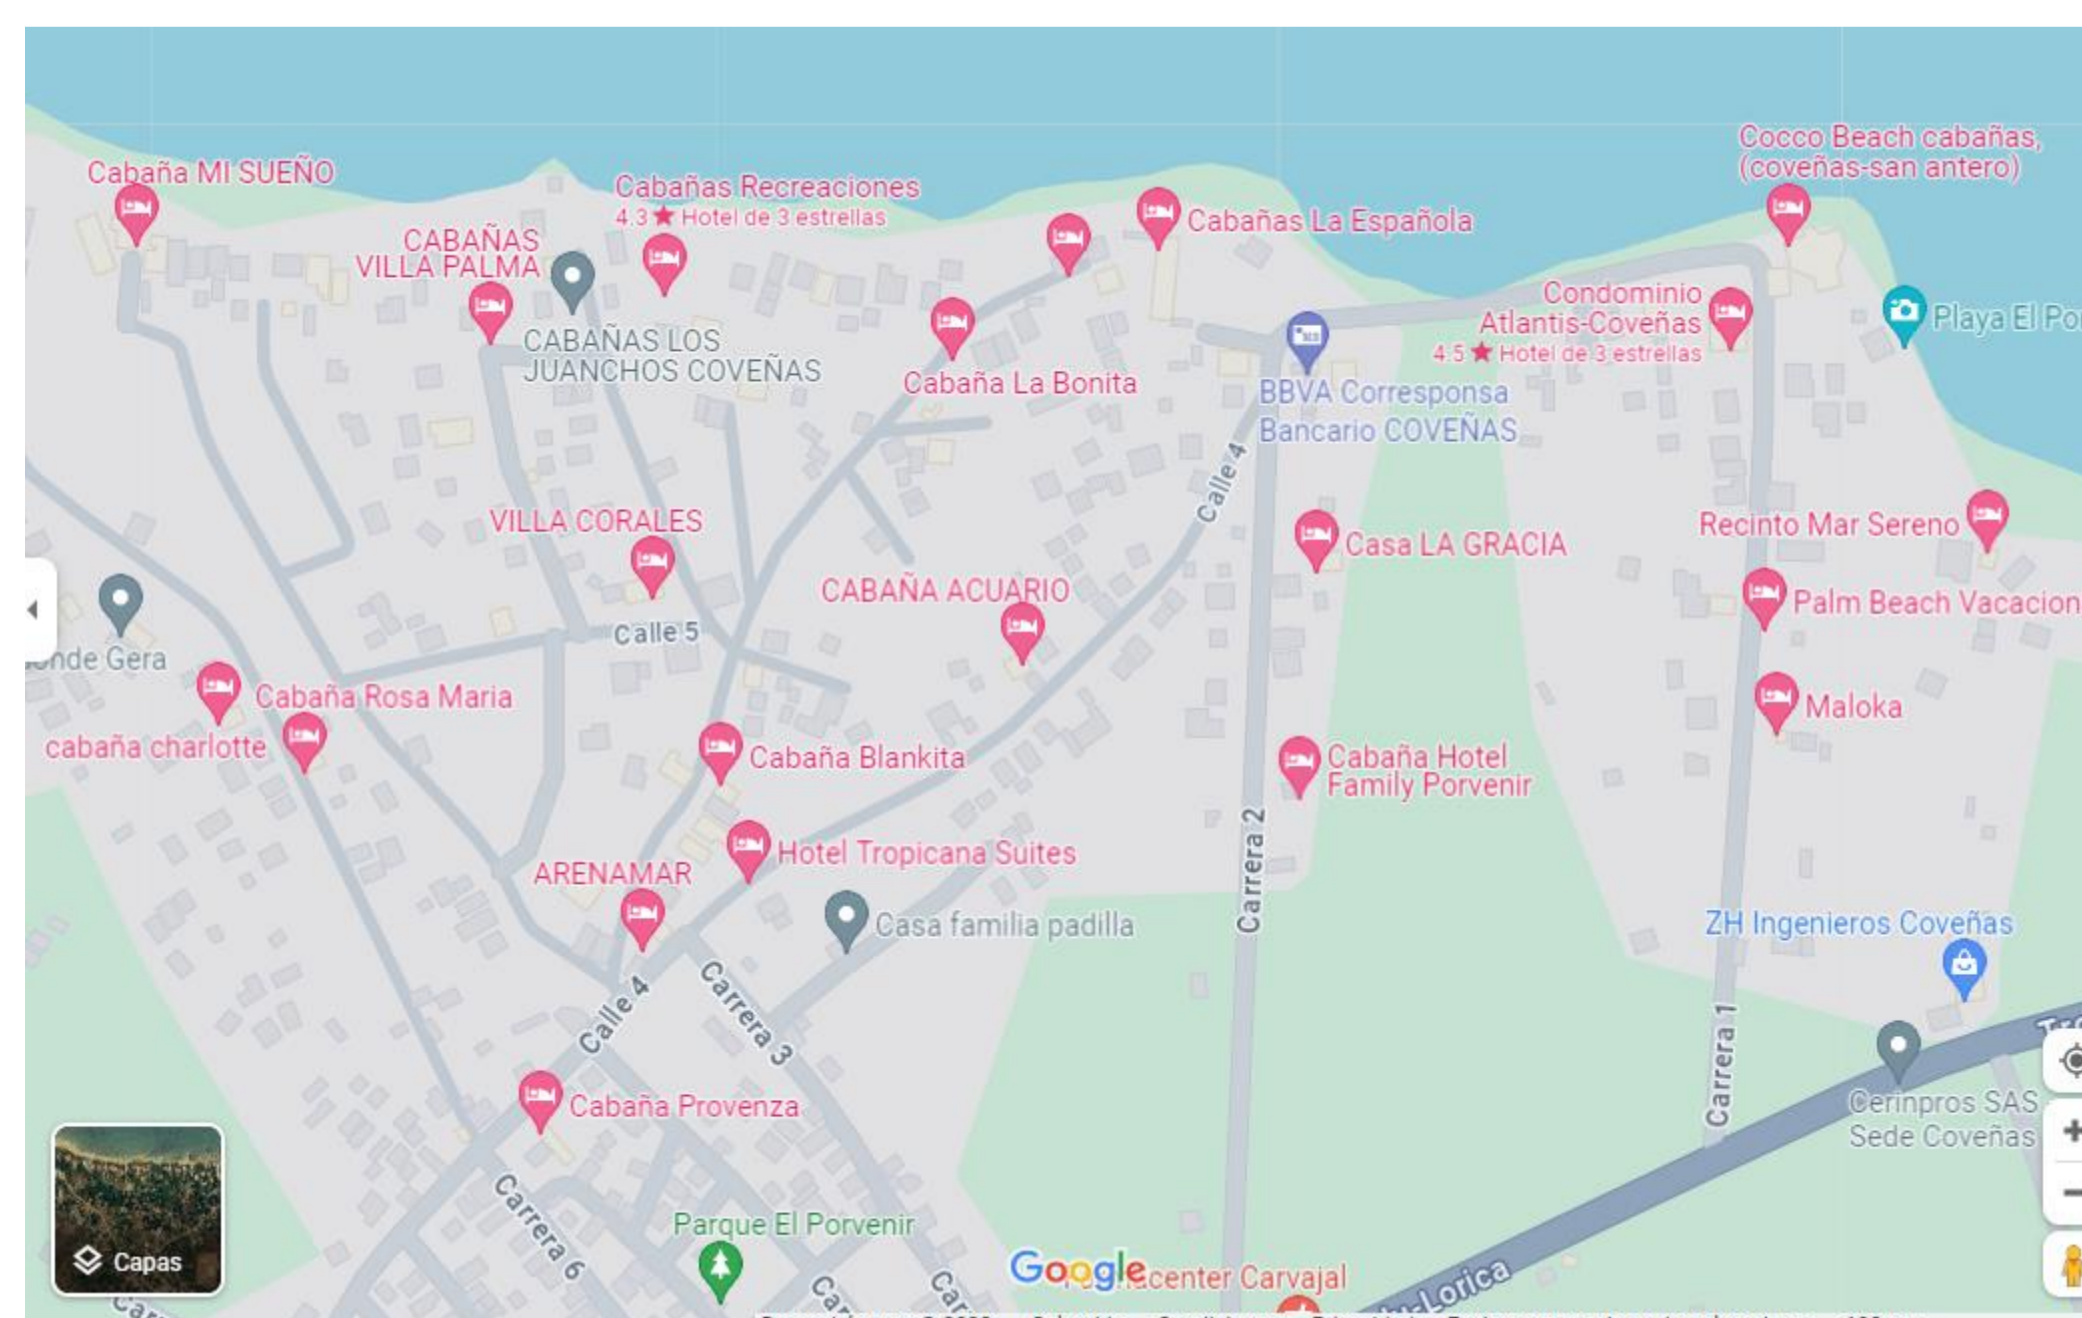 Cocco Beach cabañas,
(coveñas-san antero)
Cabaña MI SUEÑO
Cabañas Recreaciones
4.3★ Hotel de 3 estrellas
Cabañas La Española
CABAÑAS
VILLA PALMA
CABAÑAS LOS
JUANCHOS COVEÑAS
Condominio
Atlantis-Coveñas
4.5★ Hotel de 3 estrellas
Playa El
Cabaña La Bonita
BBVA Corresponsa
Bancario COVEÑAS
Calle 4
VILLA CORALES
Casa LA GRACIA
Recinto Mar Sereno
CABAÑA ACUARIO
Palm Beach Vacacion
Calle 5
Gera
Cabaña Rosa Maria
Maloka
cabaña charlotte
Cabaña Blankita
Cabaña Hotel
Family Porvenir
Carrera 2
Hotel Tropicana Suites
ARENAMAR
Casa familia padilla
ZH Ingenieros Coveñas
Calle 4
Carrera 3
Carrera 1
Cabaña Provenza
Cerinpros SAS
Sede Coveñas
Carrera 6
Parque El Porvenir
Capas
Google
center Carvajal
-Lorica